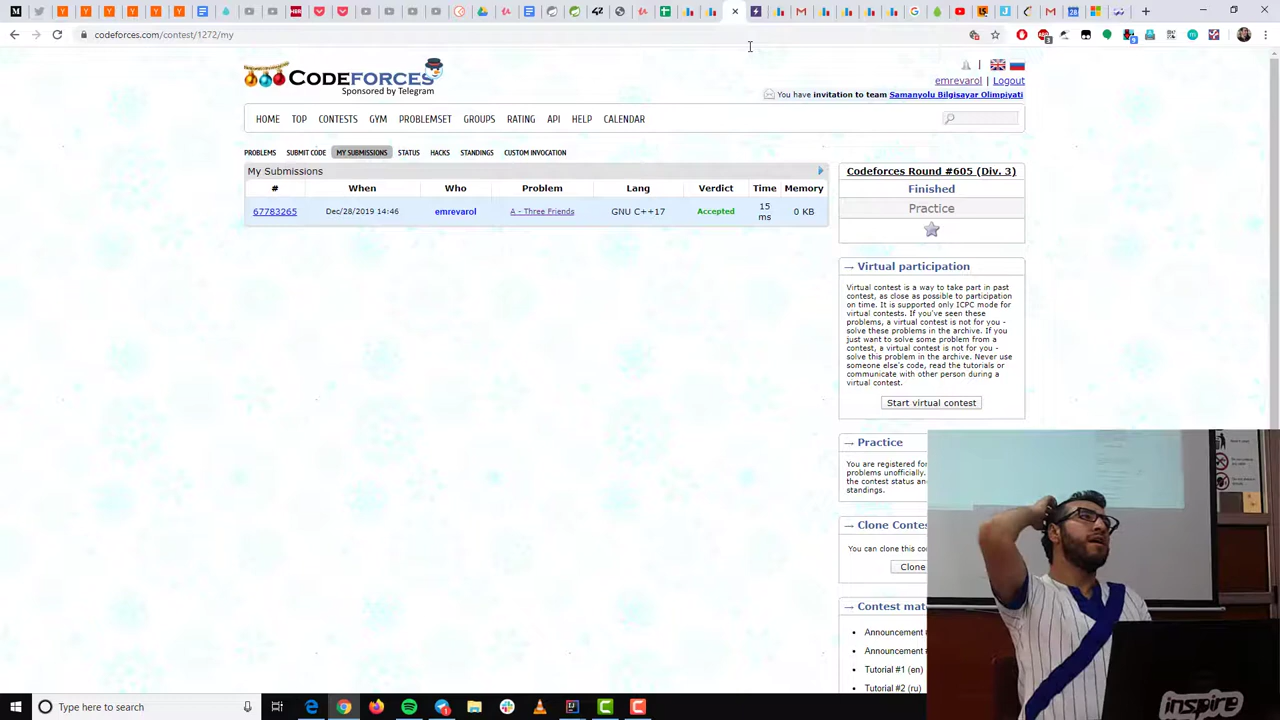 codeforces.com/contest/1272/my
CODEFORCES
Sponsored by Telegram
emrevarol | Logout
You have invitation to team Samanyolu Bilgisayar Olimpiyati
HOME TOP CONTESTS GYM PROBLEMSET GROUPS RATING API HELP CALENDAR
PROBLEMS SUBMIT CODE MY SUBMISSIONS STATUS HACKS STANDINGS CUSTOM INVOCATION
My Submissions
# When Who Problem Lang Verdict Time Memory
67783265 Dec/28/2019 14:46 emrevarol A - Three Friends GNU C++17 Accepted 15 ms 0 KB
Codeforces Round #605 (Div. 3)
Finished
Practice
→ Virtual participation
Virtual contest is a way to take part in past
contest, as close as possible to participation
on time. It is supported only ICPC mode for
virtual contests. If you've seen these
problems, a virtual contest is not for you -
solve these problems in the archive. If you
just want to solve some problem from a
contest, a virtual contest is not for you -
solve this problem in the archive. Never use
someone else's code, read the tutorials or
communicate with other person during a
virtual contest.
Start virtual contest
→ Practice
You are registered for
problems unofficially.
the contest status an
standings.
→ Clone Conte
You can clone this co
Clone
→ Contest mat
Announcement
Announcement
Tutorial #1 (en)
Tutorial #2 (ru)
Type here to search
inspire